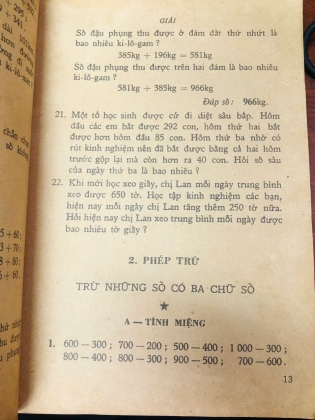 GIẢI
Số đậu phụng thu được ở đám đất thứ nhứt là
bao nhiêu ki-lô-gam ?
385kg + 196kg = 581kg
Số đậu phụng thu được trên hai đám là bao nhiêu
ki-lô-gam ?
581kg + 385kg = 966kg
Đáp số : 966kg.
21. Một tổ học sinh được cử đi diệt sâu bắp. Hôm
đầu các em bắt được 292 con, hôm thứ hai bắt
được hơn hôm đầu 85 con. Hôm thứ ba nhờ có
rút kinh nghiệm nên đã bắt được bằng cả hai hôm
trước gộp lại mà còn hơn ra 40 con. Hỏi số sâu
của ngày thứ ba là bao nhiêu ?
22. Khi mới học xeo giấy, chị Lan mỗi ngày trung bình
xeo được 650 tờ. Học tập kinh nghiệm các bạn,
hiện nay mỗi ngày chị Lan tăng thêm 250 tờ nữa.
Hỏi hiện nay chị Lan xeo trung bình mỗi ngày được
bao nhiêu tờ giấy ?
2. PHÉP TRỪ
TRỪ NHỮNG SỐ CÓ BA CHỮ SỐ
★
A — TÍNH MIỆNG
1. 600 — 300 ; 700 — 200 ; 500 — 400 ; 1 000 — 300 ;
800 — 400 ; 800 — 300 ; 900 — 500 ; 700 — 600.
13